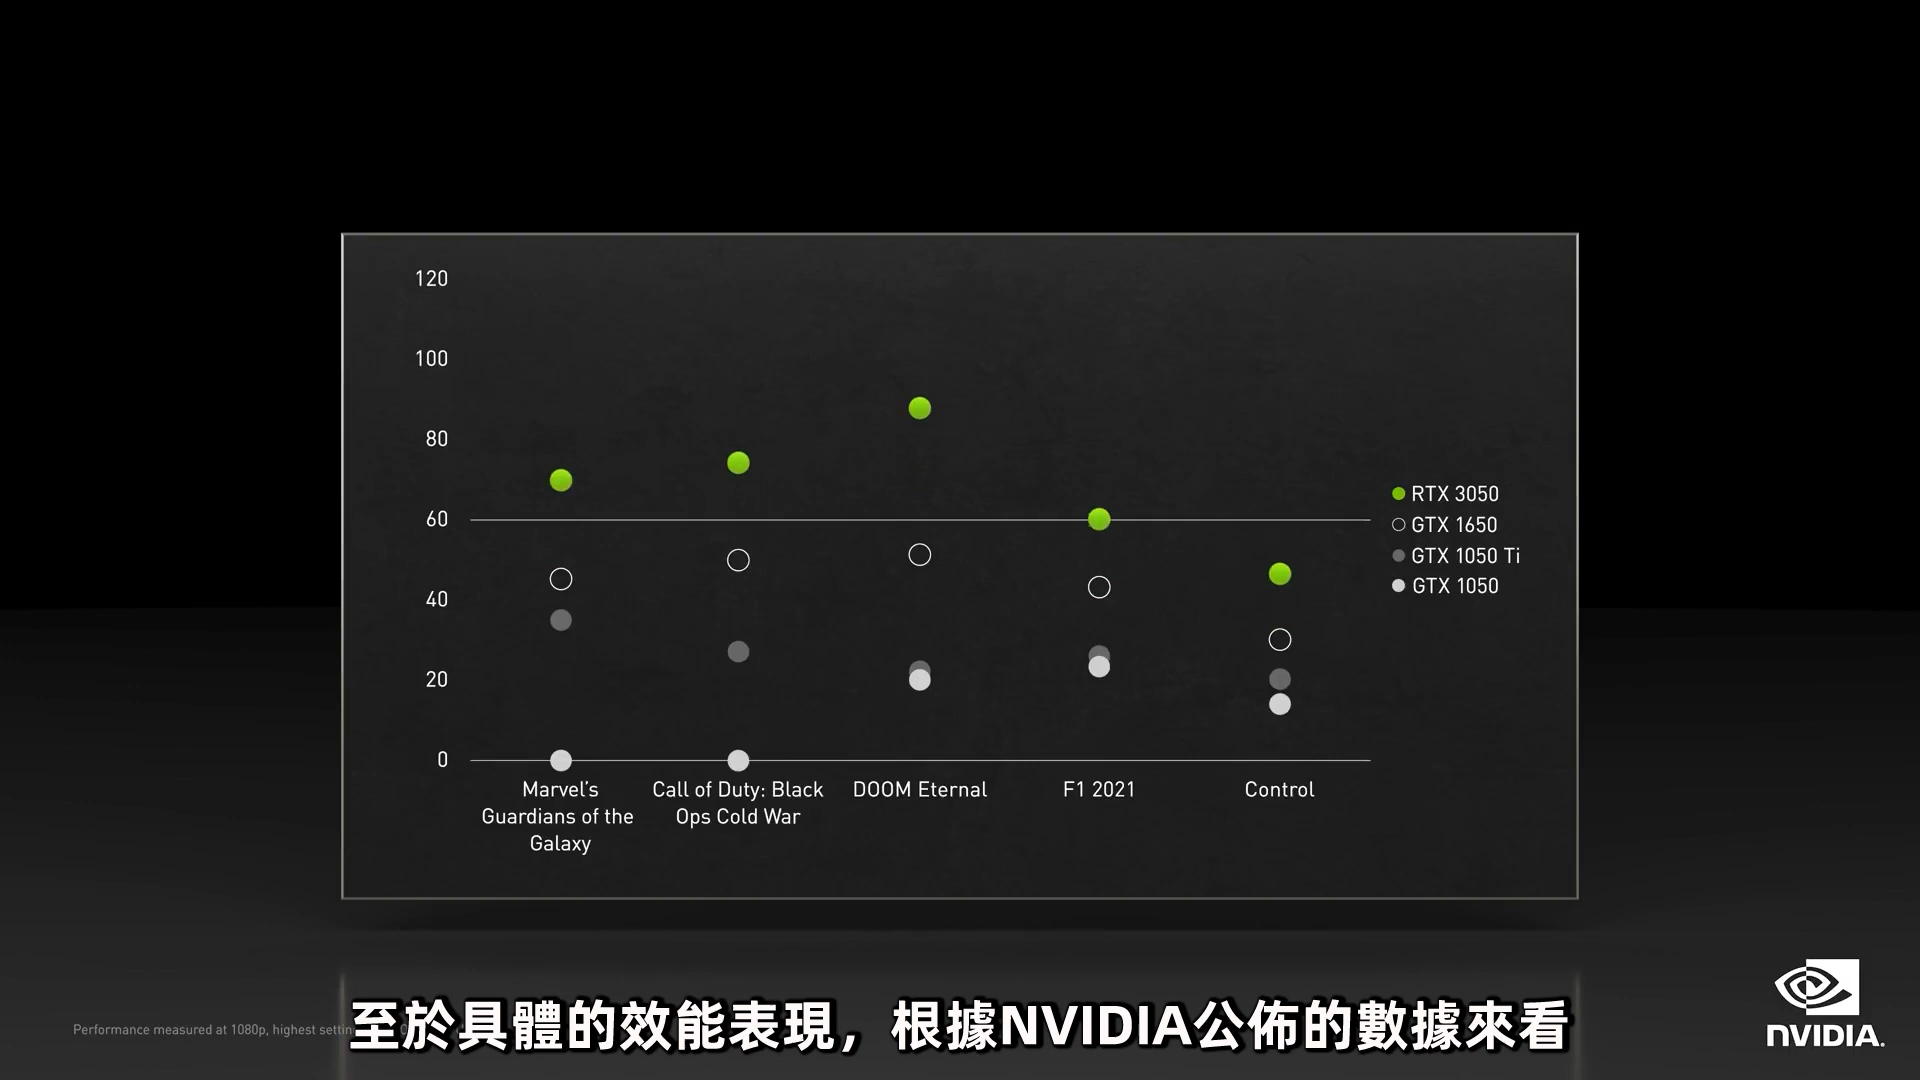 120
100
80
60
40
20
0
RTX 3050
GTX 1650
GTX 1050 Ti
GTX 1050
Marvel’s
Guardians of the
Galaxy
Call of Duty: Black
Ops Cold War
DOOM Eternal
F1 2021
Control
Performance measured at 1080p, highest
至於具體的效能表現，根據NVIDIA公佈的數據來看
NVIDIA.